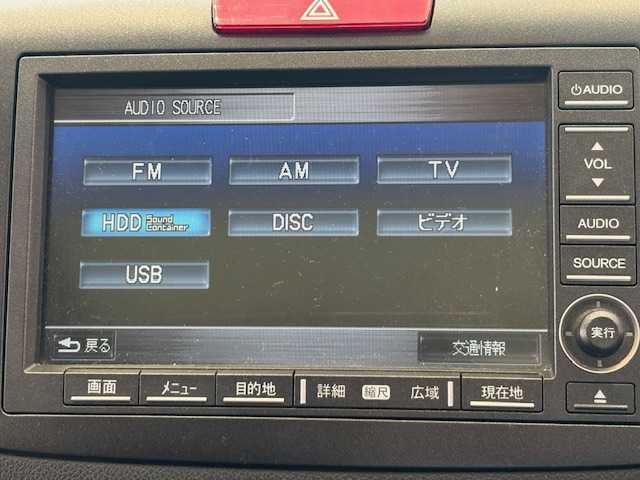 AUDIO SOURCE
FM AM TV
HDD Sound Container DISC ビデオ
USB
戻る 交通情報
AUDIO
VOL
AUDIO
SOURCE
実行
画面 メニュー 目的地 詳細 縮尺 広域 現在地